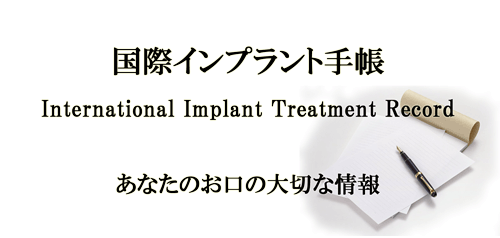 国際インプラント手帳
International Implant Treatment Record
あなたのお口の大切な情報